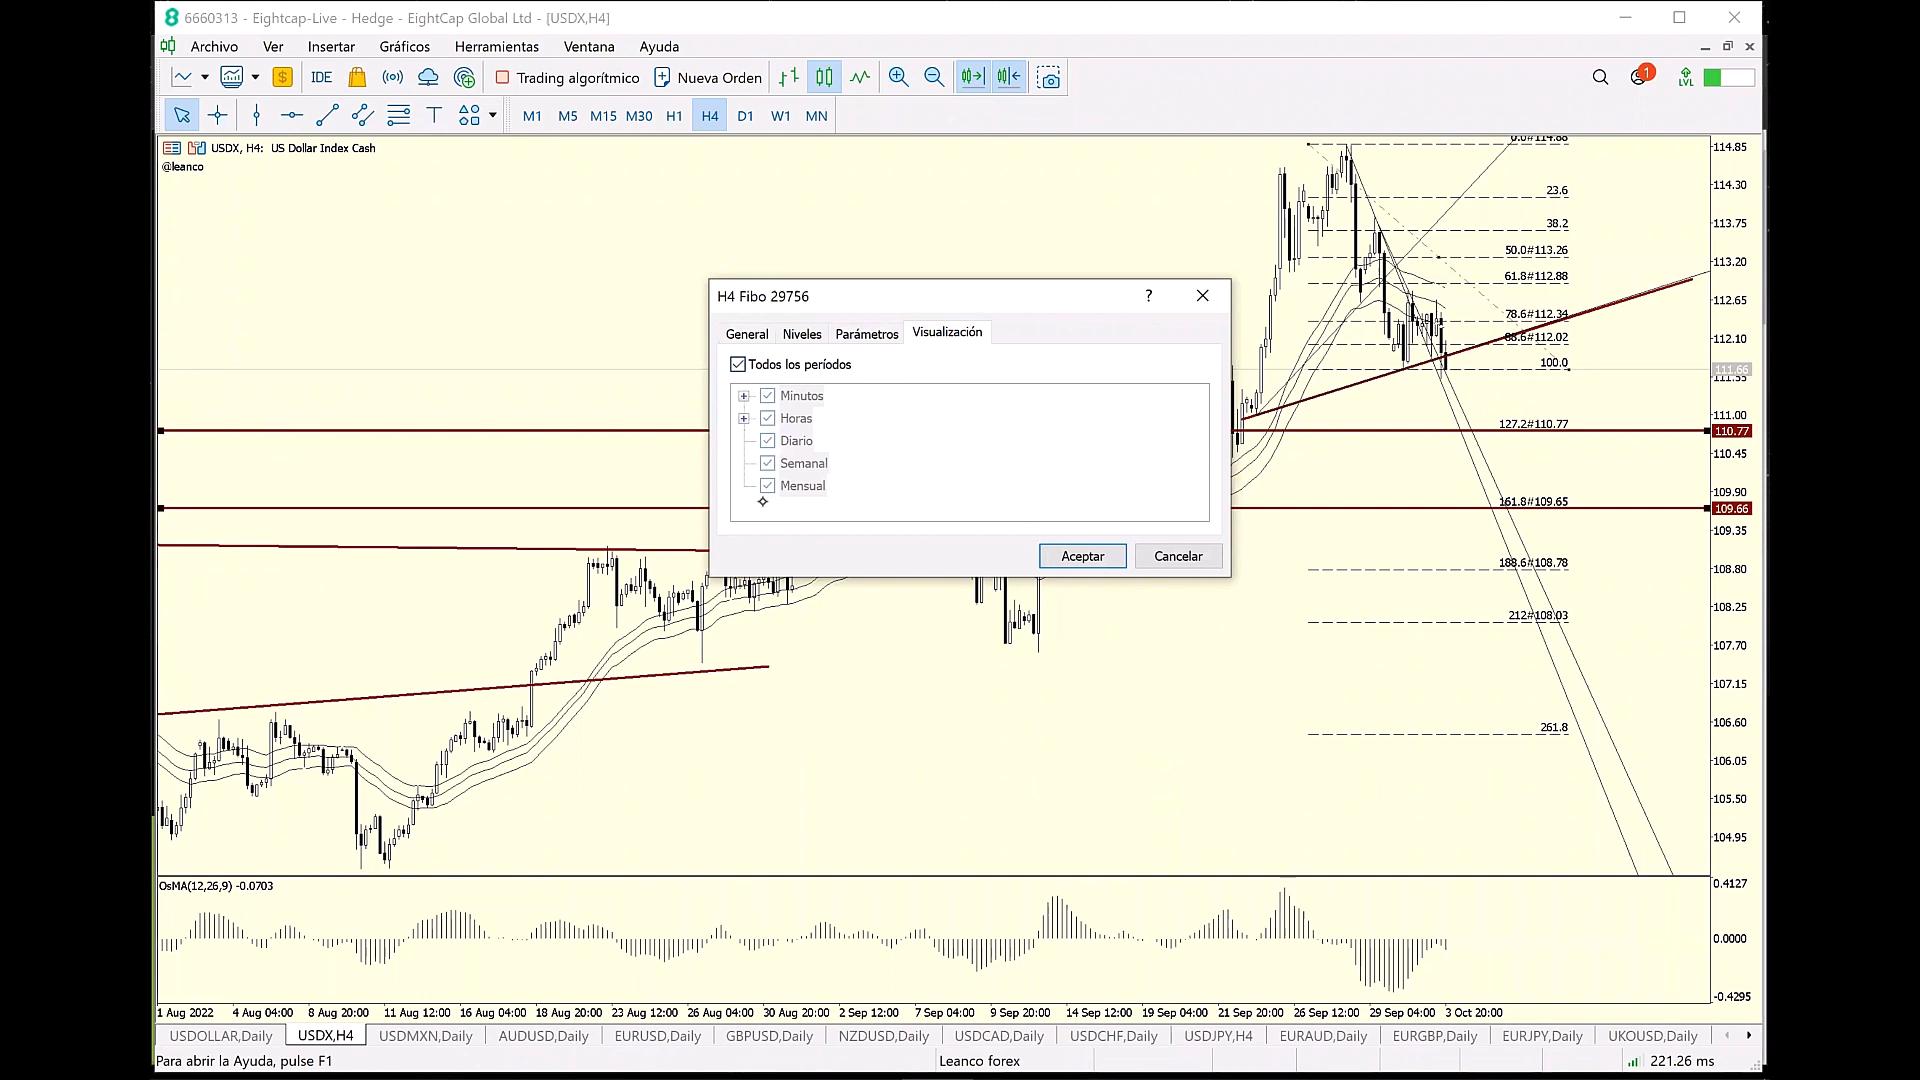 6660313 - Eightcap-Live - Hedge - EightCap Global Ltd - [USDX,H4]
Archivo Ver Insertar Gráficos Herramientas Ventana Ayuda
IDE Trading algorítmico Nueva Orden 1 LVL
M1 M5 M15 M30 H1 H4 D1 W1 MN
USDX, H4: US Dollar Index Cash
@leanco
0.0#114.88
23.6
38.2
50.0#113.26
61.8#112.88
78.6#112.34
88.6#112.02
100.0
127.2#110.77
161.8#109.65
188.6#108.78
212#108.03
261.8
114.85
114.30
113.75
113.20
112.65
112.10
111.66
111.55
111.00
110.77
110.45
109.90
109.66
109.35
108.80
108.25
107.70
107.15
106.60
106.05
105.50
104.95
H4 Fibo 29756
?
General Niveles Parámetros Visualización
Todos los períodos
Minutos
Horas
Diario
Semanal
Mensual
Aceptar Cancelar
OsMA(12,26,9) -0.0703
0.4127
0.0000
-0.4295
1 Aug 2022 4 Aug 04:00 8 Aug 20:00 11 Aug 12:00 16 Aug 04:00 18 Aug 20:00 23 Aug 12:00 26 Aug 04:00 30 Aug 20:00 2 Sep 12:00 7 Sep 04:00 9 Sep 20:00 14 Sep 12:00 19 Sep 04:00 21 Sep 20:00 26 Sep 12:00 29 Sep 04:00 3 Oct 20:00
USDOLLAR,Daily USDX,H4 USDMXN,Daily AUDUSD,Daily EURUSD,Daily GBPUSD,Daily NZDUSD,Daily USDCAD,Daily USDCHF,Daily USDJPY,H4 EURAUD,Daily EURGBP,Daily EURJPY,Daily UKOUSD,Daily
Para abrir la Ayuda, pulse F1 Leanco forex 221.26 ms